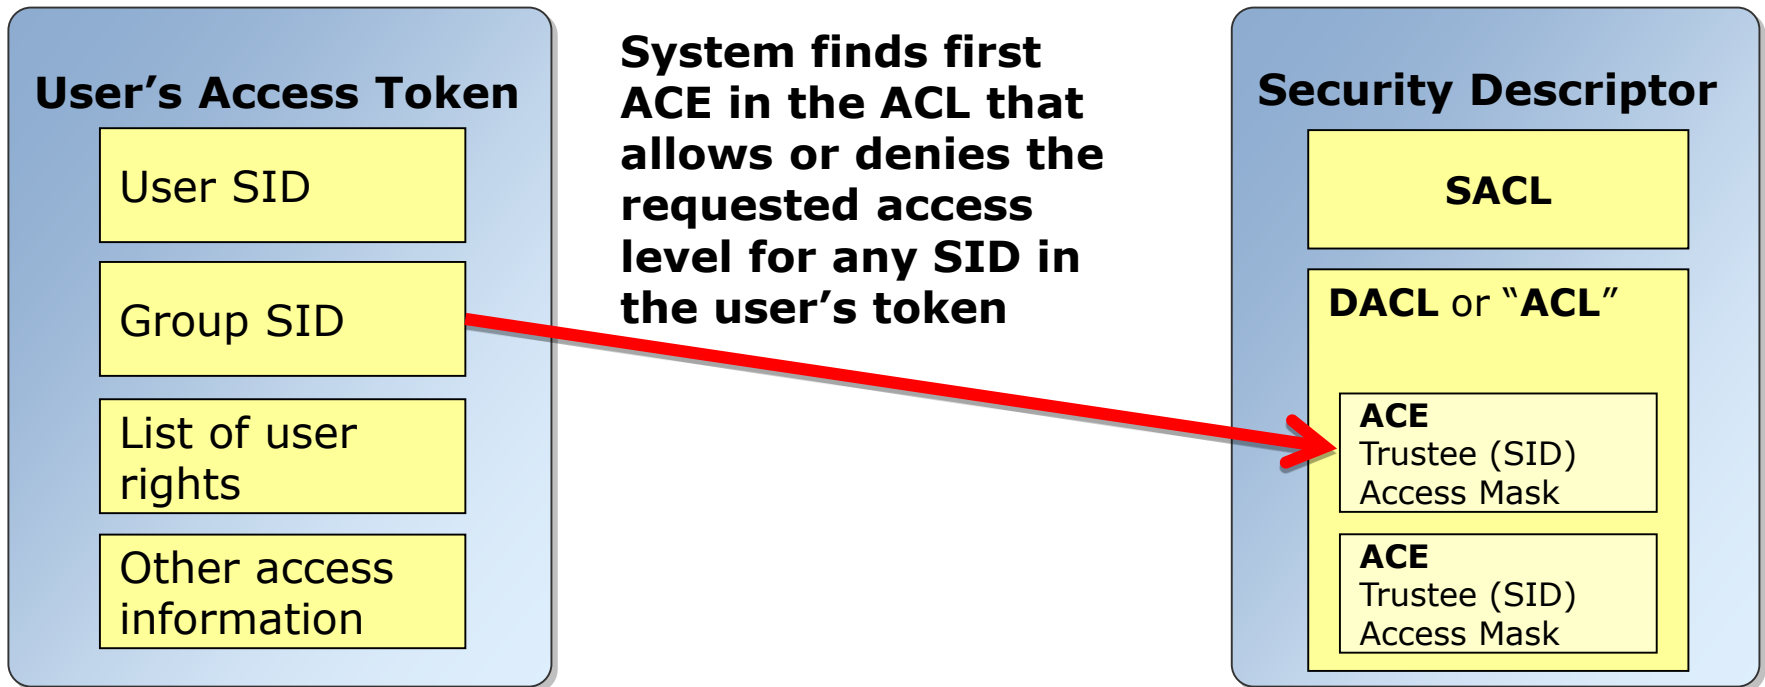 User’s Access Token
User SID
Group SID
List of user
rights
Other access
information
System finds first
ACE in the ACL that
allows or denies the
requested access
level for any SID in
the user’s token
Security Descriptor
SACL
DACL or “ACL”
ACE
Trustee (SID)
Access Mask
ACE
Trustee (SID)
Access Mask